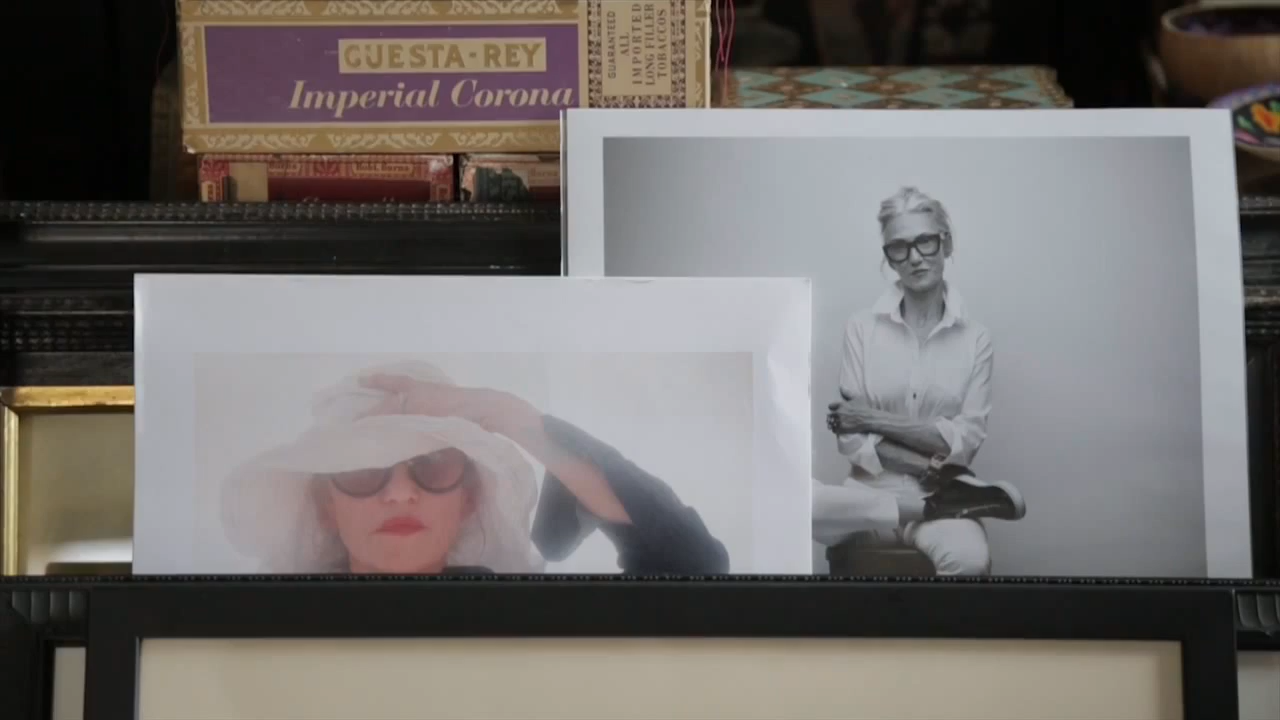 CUESTA-REY
Imperial Corona
GUARANTEED
ALL
IMPORTED
LONG FILLER
TOBACCOS